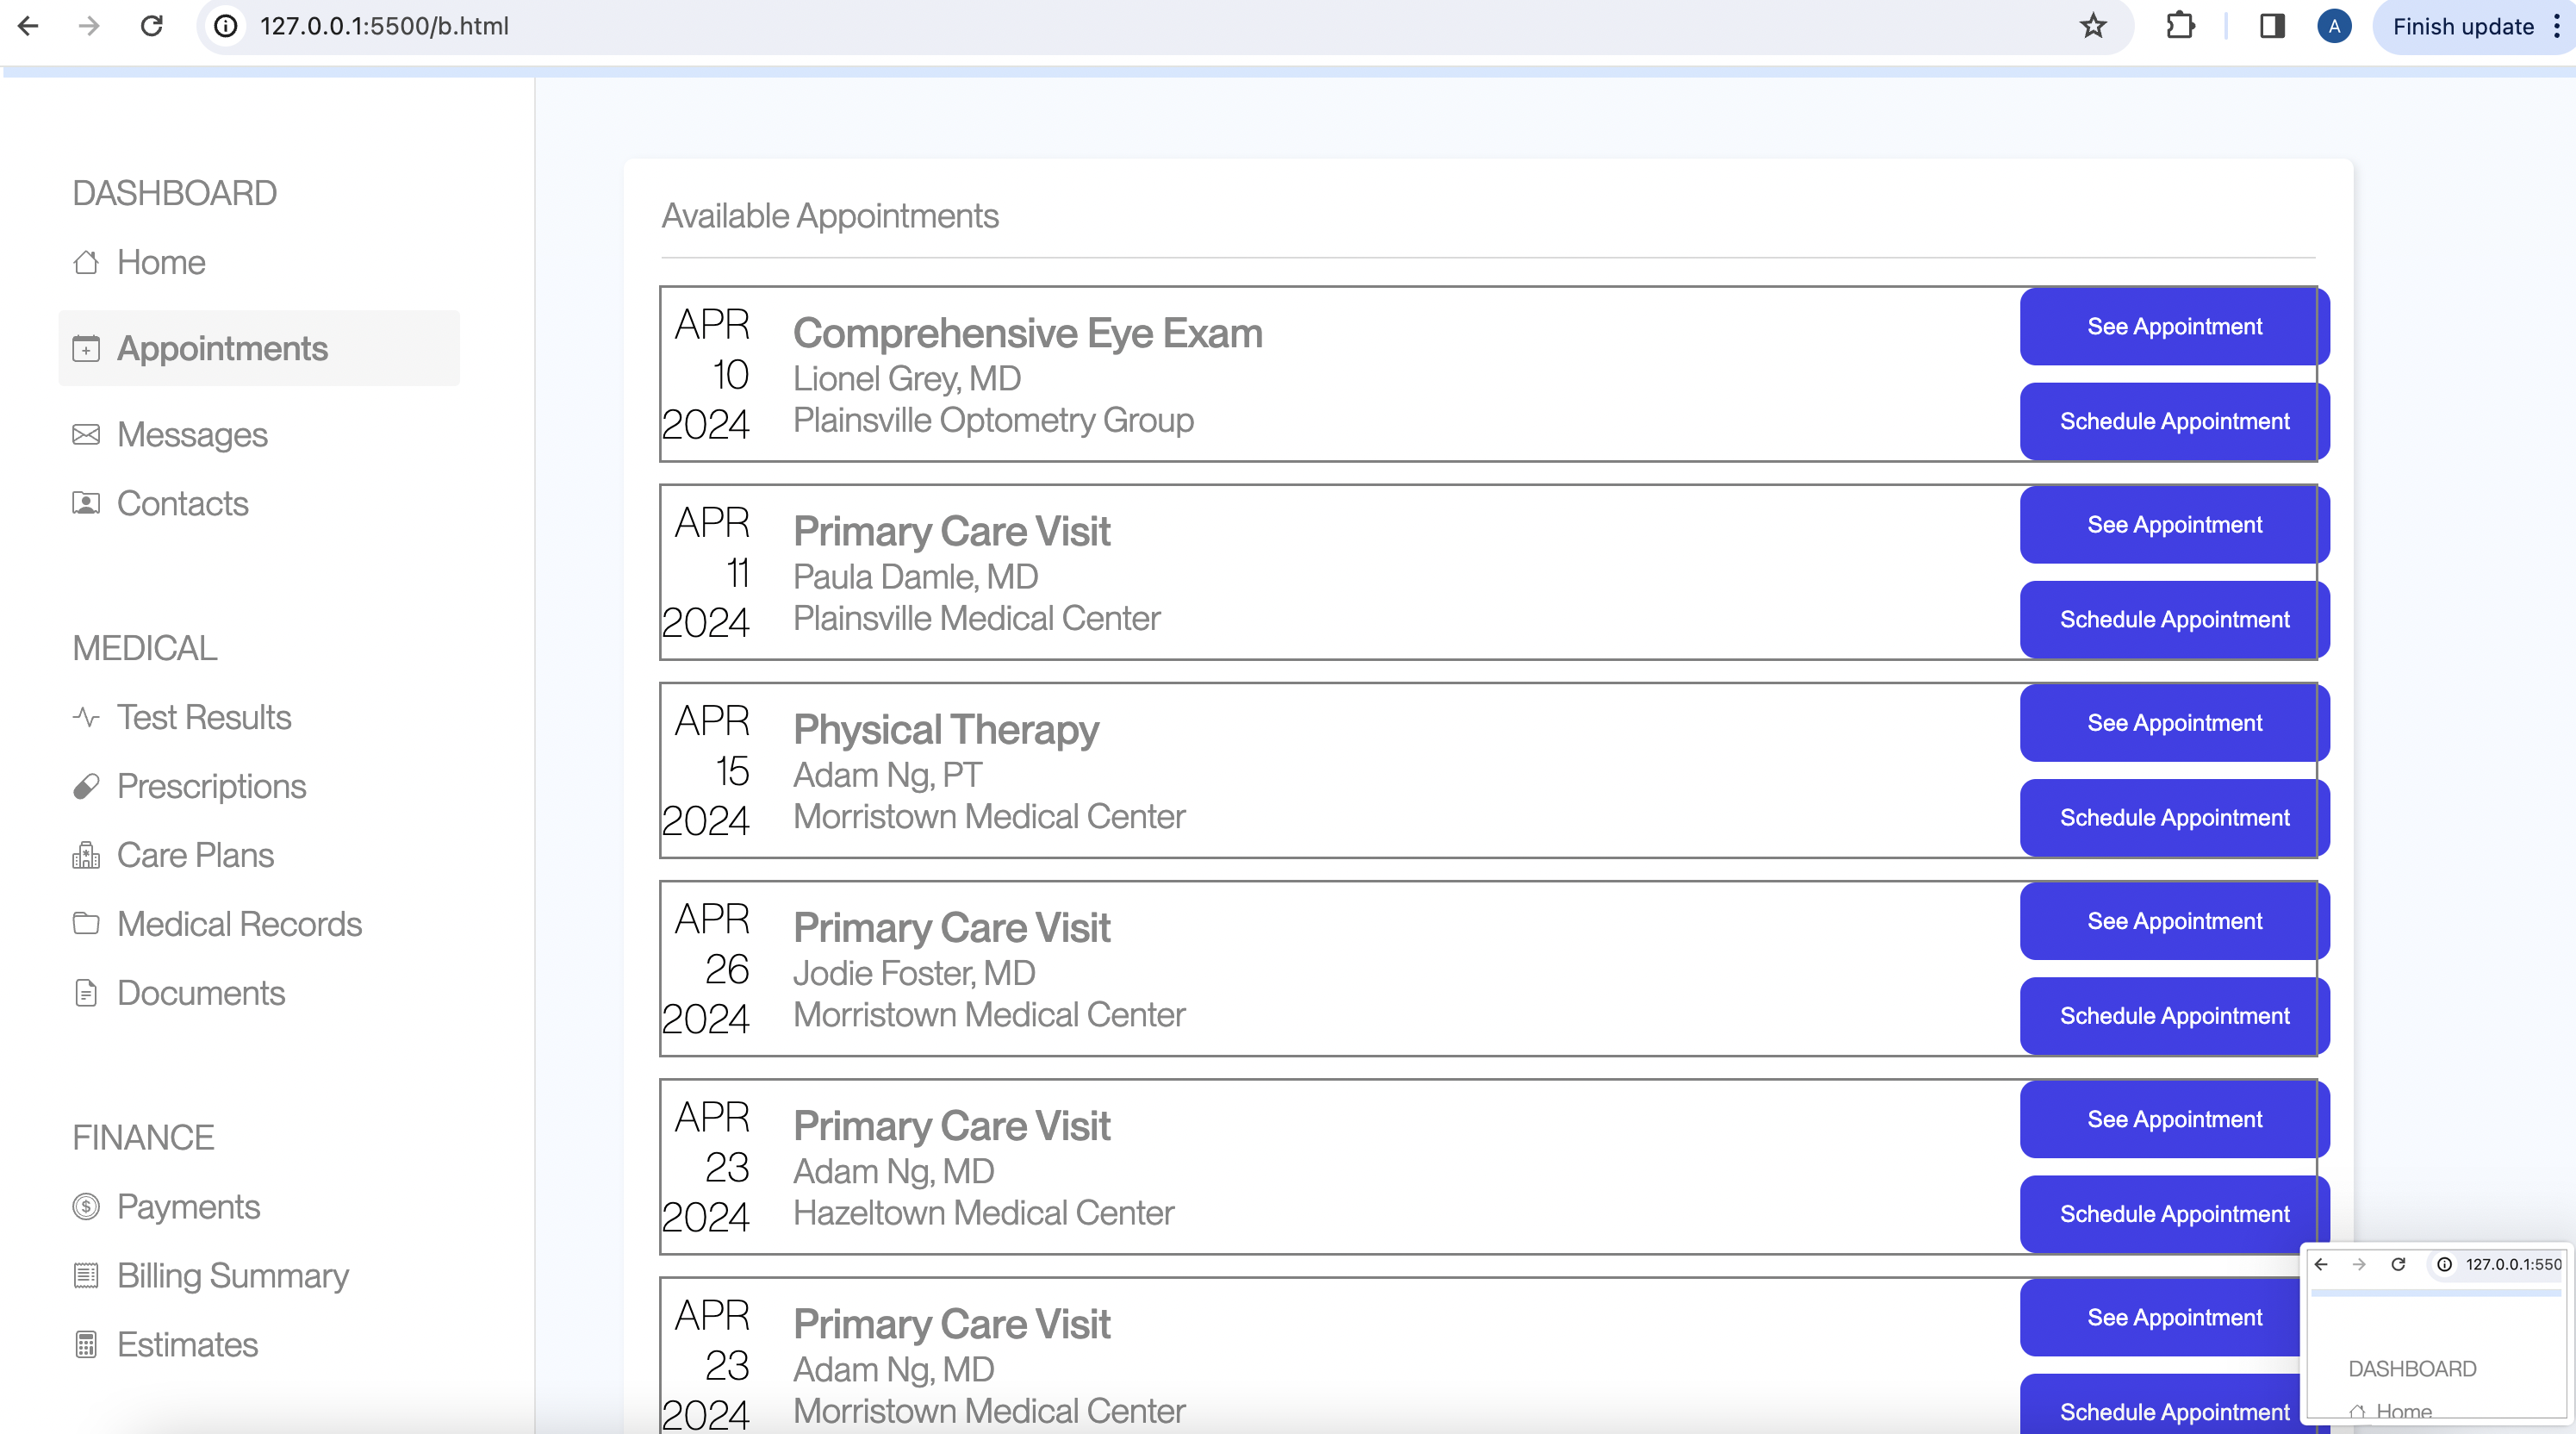 127.0.0.1:5500/b.html
A
Finish update
DASHBOARD
Home
Appointments
Messages
Contacts
MEDICAL
Test Results
Prescriptions
Care Plans
Medical Records
Documents
FINANCE
Payments
Billing Summary
Estimates
Available Appointments
APR
10
2024
Comprehensive Eye Exam
Lionel Grey, MD
Plainsville Optometry Group
See Appointment
Schedule Appointment
APR
11
2024
Primary Care Visit
Paula Damle, MD
Plainsville Medical Center
See Appointment
Schedule Appointment
APR
15
2024
Physical Therapy
Adam Ng, PT
Morristown Medical Center
See Appointment
Schedule Appointment
APR
26
2024
Primary Care Visit
Jodie Foster, MD
Morristown Medical Center
See Appointment
Schedule Appointment
APR
23
2024
Primary Care Visit
Adam Ng, MD
Hazeltown Medical Center
See Appointment
Schedule Appointment
APR
23
2024
Primary Care Visit
Adam Ng, MD
Morristown Medical Center
See Appointment
Schedule Appointment
127.0.0.1:550
DASHBOARD
Home